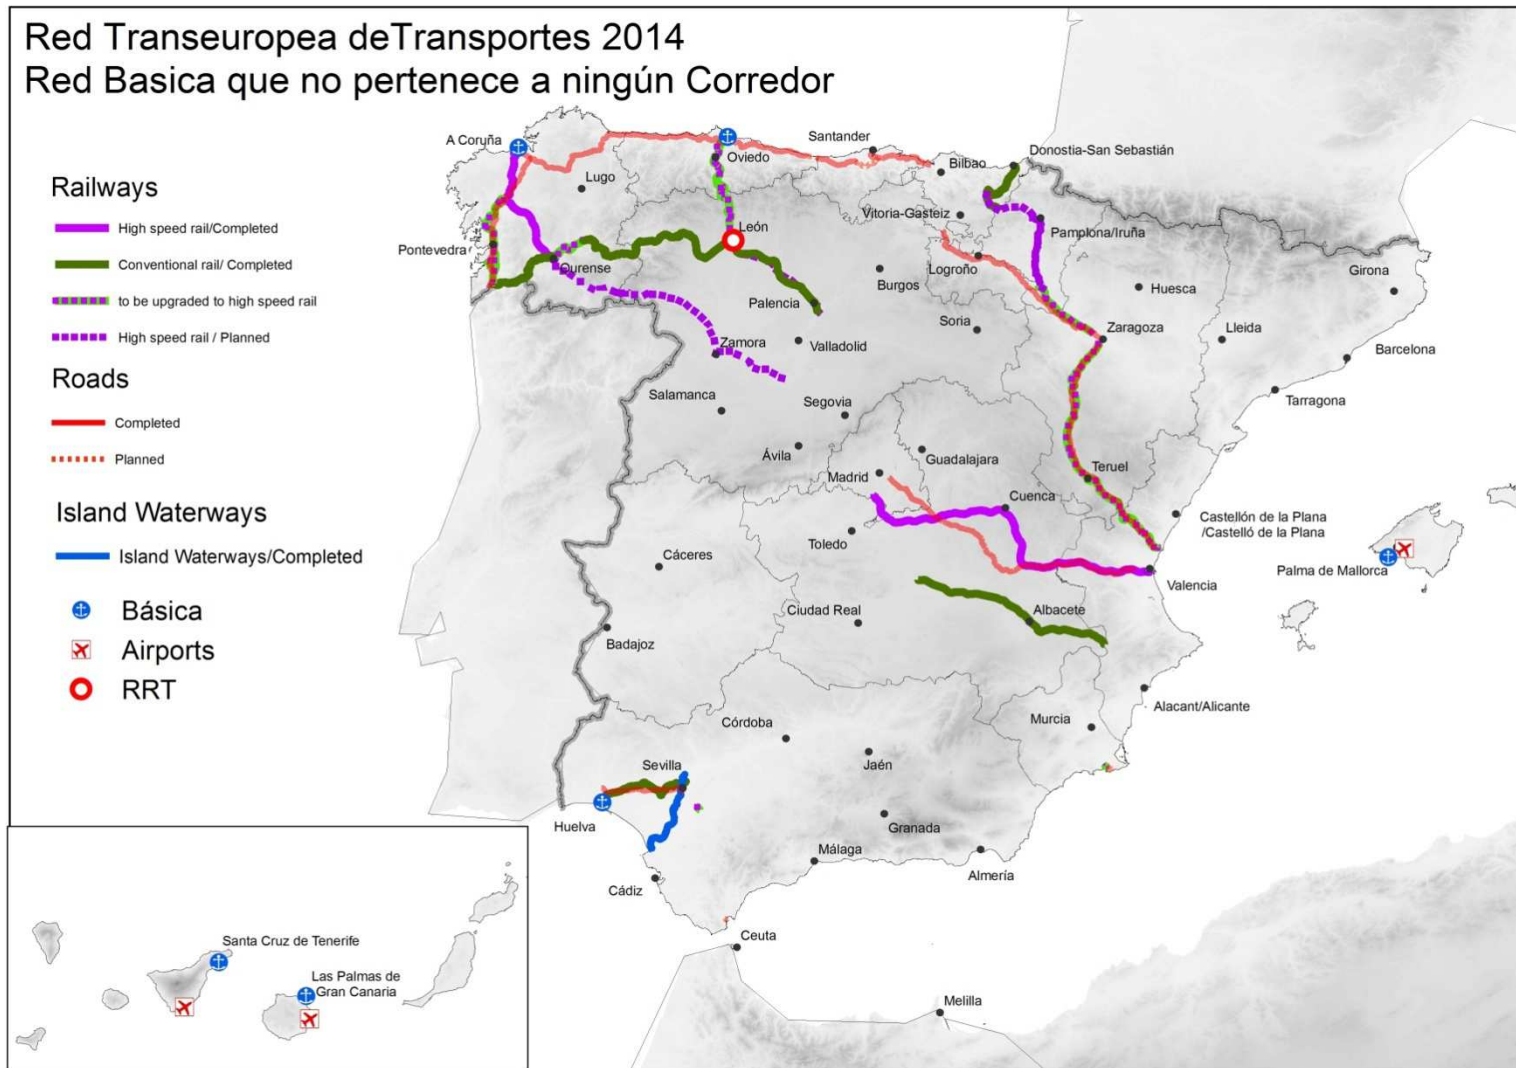 Red Transeuropea deTransportes 2014
Red Basica que no pertenece a ningún Corredor
Railways
High speed rail/Completed
Conventional rail/ Completed
to be upgraded to high speed rail
High speed rail / Planned
Roads
Completed
Planned
Island Waterways
Island Waterways/Completed
Básica
Airports
RRT
A Coruña
Lugo
Oviedo
Santander
Bilbao
Donostia-San Sebastián
Vitoria-Gasteiz
Pamplona/Iruña
Pontevedra
Ourense
León
Logroño
Burgos
Palencia
Huesca
Girona
Zamora
Valladolid
Soria
Zaragoza
Lleida
Barcelona
Tarragona
Salamanca
Segovia
Ávila
Guadalajara
Madrid
Teruel
Cuenca
Castellón de la Plana
/Castelló de la Plana
Toledo
Cáceres
Valencia
Palma de Mallorca
Ciudad Real
Albacete
Badajoz
Alacant/Alicante
Murcia
Córdoba
Jaén
Sevilla
Huelva
Granada
Málaga
Almería
Cádiz
Ceuta
Melilla
Santa Cruz de Tenerife
Las Palmas de
Gran Canaria